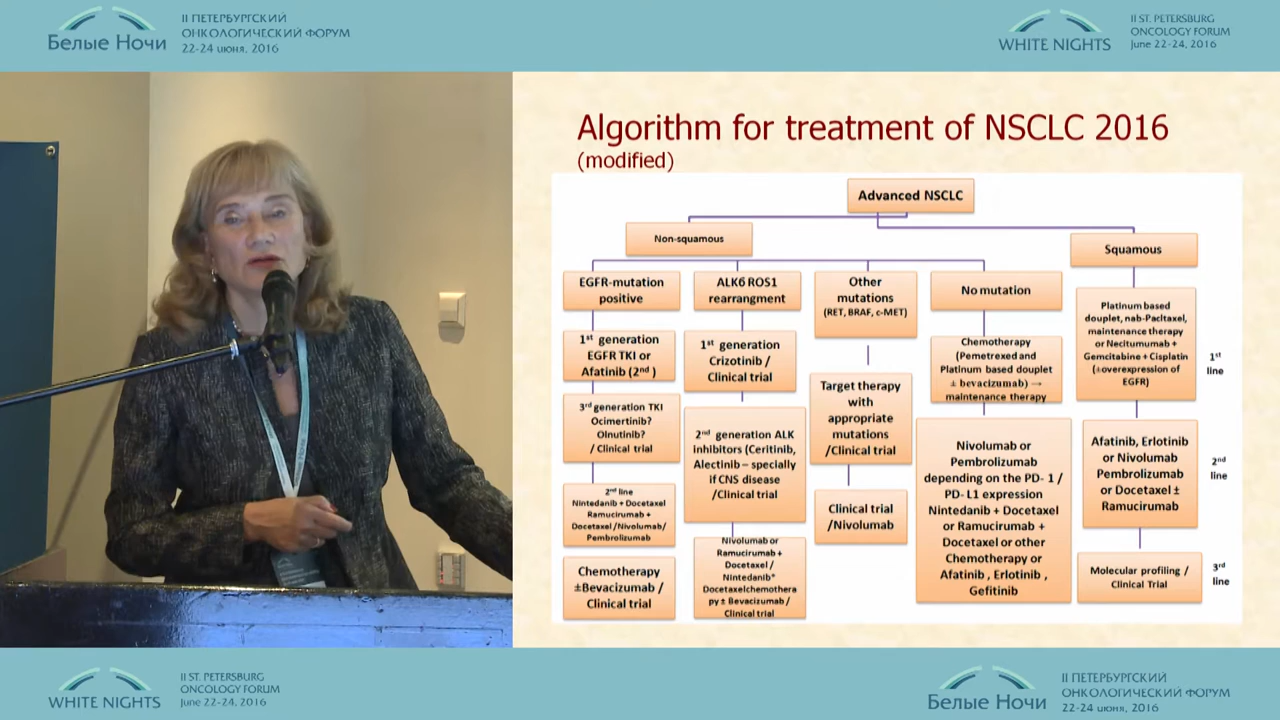 II ПЕТЕРБУРГСКИЙ
ОНКОЛОГИЧЕСКИЙ ФОРУМ
Белые Ночи
22-24 июня, 2016
II ST. PETERSBURG
ONCOLOGY FORUM
WHITE NIGHTS
June 22-24, 2016
Algorithm for treatment of NSCLC 2016
(modified)
Advanced NSCLC
Non-squamous
Squamous
EGFR-mutation
positive
ALK6 ROS1
rearrangment
Other
mutations
(RET, BRAF, c-MET)
No mutation
1st generation
EGFR TKI or
Afatinib (2nd )
1st generation
Crizotinib /
Clinical trial
Target therapy
with
appropriate
mutations
/Clinical trial
Chemotherapy
(Pemetrexed and
Platinum based doublet
± bevacizumab) →
maintenance therapy
Platinum based
douplet, nab-Pacltaxel,
maintenance therapy
or Necitumumab +
Gemcitabine + Cisplatin
(±overexpression of
EGFR)
1st
line
3rd generation TKI
Ocimertinib?
Olnutinib?
/ Clinical trial
2nd generation ALK
inhibitors (Ceritinib,
Alectinib – specially
if CNS disease
/Clinical trial
Clinical trial
/Nivolumab
Nivolumab or
Pembrolizumab
depending on the PD- 1 /
PD- L1 expression
Nintedanib + Docetaxel
or Ramucirumab +
Docetaxel or other
Chemotherapy or
Afatinib , Erlotinib ,
Gefitinib
Afatinib, Erlotinib
or Nivolumab
Pembrolizumab
or Docetaxel ±
Ramucirumab
2nd
line
2nd line
Nintedanib + Docetaxel
Ramucirumab +
Docetaxel /Nivolumab/
Pembrolizumab
Nivolumab or
Ramucirumab +
Docetaxel /
Nintedanib*
Docetaxelchemothera
py ± Bevacizumab /
Clinical trial
Chemotherapy
±Bevacizumab /
Clinical trial
Molecular profiling /
Clinical Trial
3rd
line
WHITE NIGHTS
II ST. PETERSBURG
ONCOLOGY FORUM
June 22-24, 2016
Белые Ночи
II ПЕТЕРБУРГСКИЙ
ОНКОЛОГИЧЕСКИЙ ФОРУМ
22-24 июня, 2016